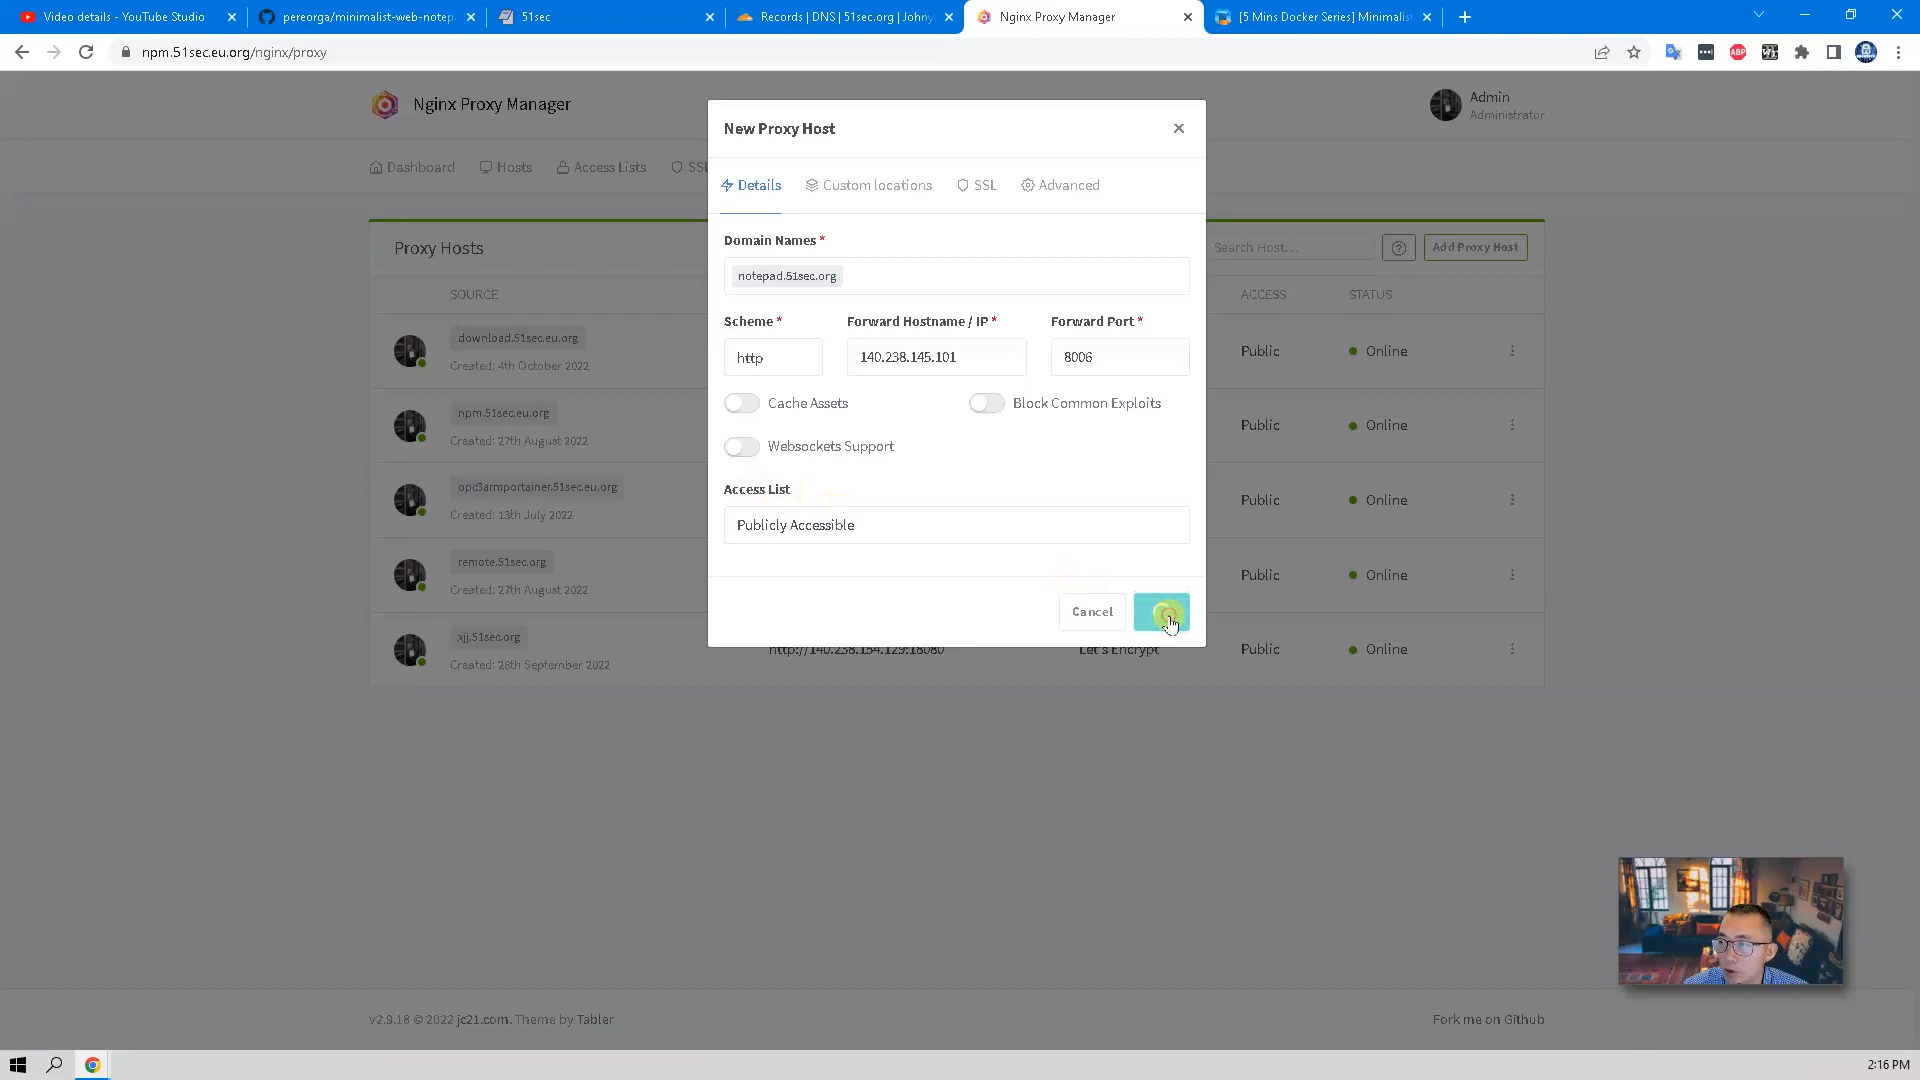 Video details - YouTube Studio
pereorga/minimalist-web-notep
51sec
Records | DNS | 51sec.org | Johny
Nginx Proxy Manager
[5 Mins Docker Series] Minimalis
npm.51sec.eu.org/nginx/proxy
ABP
Nginx Proxy Manager
Admin
Administrator
Dashboard
Hosts
Access Lists
SSL
New Proxy Host
Details
Custom locations
SSL
Advanced
Domain Names *
notepad.51sec.org
Scheme *
Forward Hostname / IP *
Forward Port *
http
140.238.145.101
8006
Cache Assets
Block Common Exploits
Websockets Support
Access List
Publicly Accessible
Cancel
Proxy Hosts
Search Host...
Add Proxy Host
SOURCE
ACCESS
STATUS
download.51sec.eu.org
Created: 4th October 2022
Public
Online
npm.51sec.eu.org
Created: 27th August 2022
Public
Online
opc3armportainer.51sec.eu.org
Created: 13th July 2022
Public
Online
remote.51sec.org
Created: 27th August 2022
Public
Online
xjj.51sec.org
Created: 28th September 2022
http://140.238.154.129:18080
Let's Encrypt
Public
Online
v2.9.18 © 2022 jc21.com. Theme by Tabler
Fork me on Github
2:16 PM